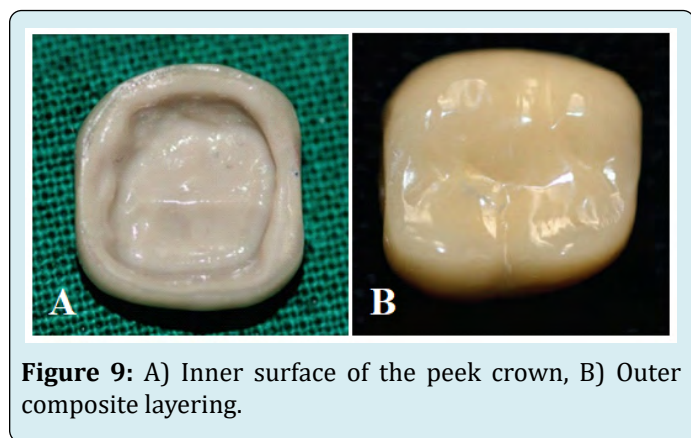 A
B
Figure 9: A) Inner surface of the peek crown, B) Outer
composite layering.